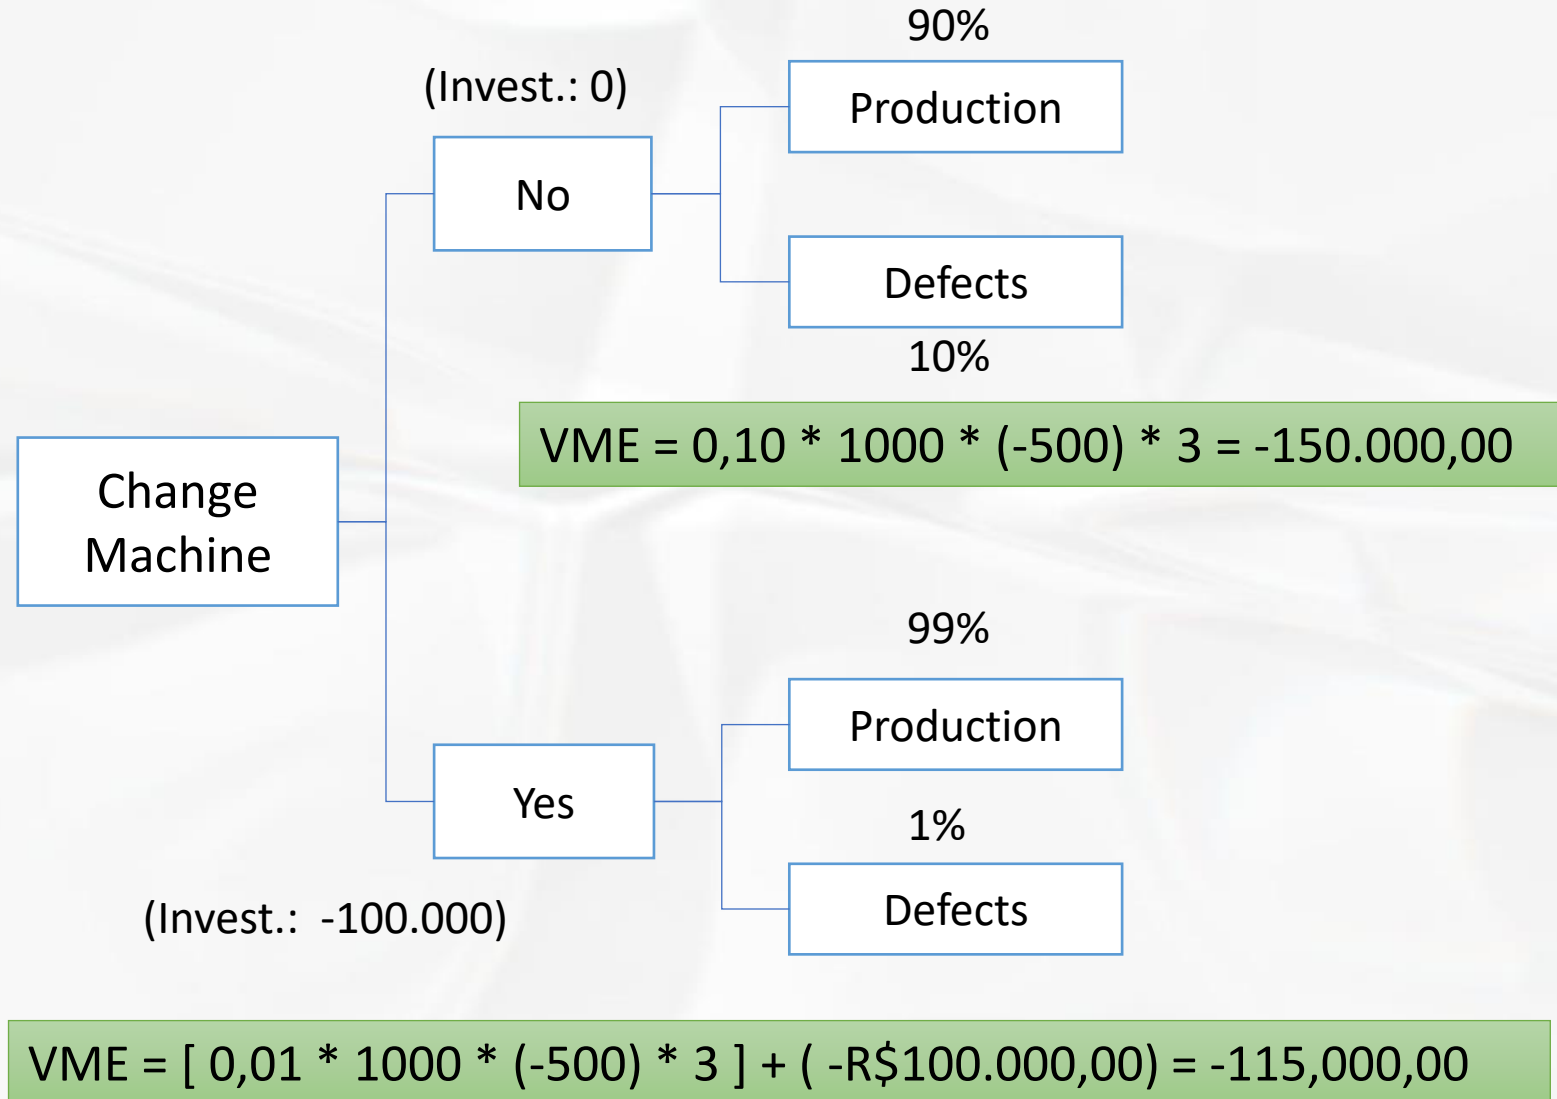 90%
(Invest.: 0)
Production
No
Defects
10%
VME = 0,10 * 1000 * (-500) * 3 = -150.000,00
Change
Machine
99%
Production
Yes
1%
Defects
(Invest.:  -100.000)
VME = [ 0,01 * 1000 * (-500) * 3 ] + ( -R$100.000,00) = -115,000,00